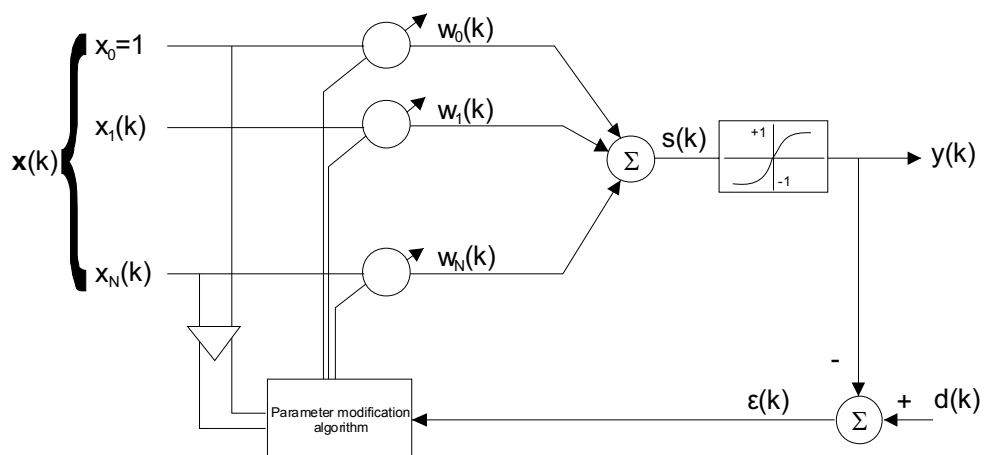 x₀=1
w₀(k)
x₁(k)
w₁(k)
x(k)
Σ
s(k)
+1
-1
y(k)
x_N(k)
w_N(k)
-
Parameter modification
algorithm
ε(k)
Σ
+
d(k)